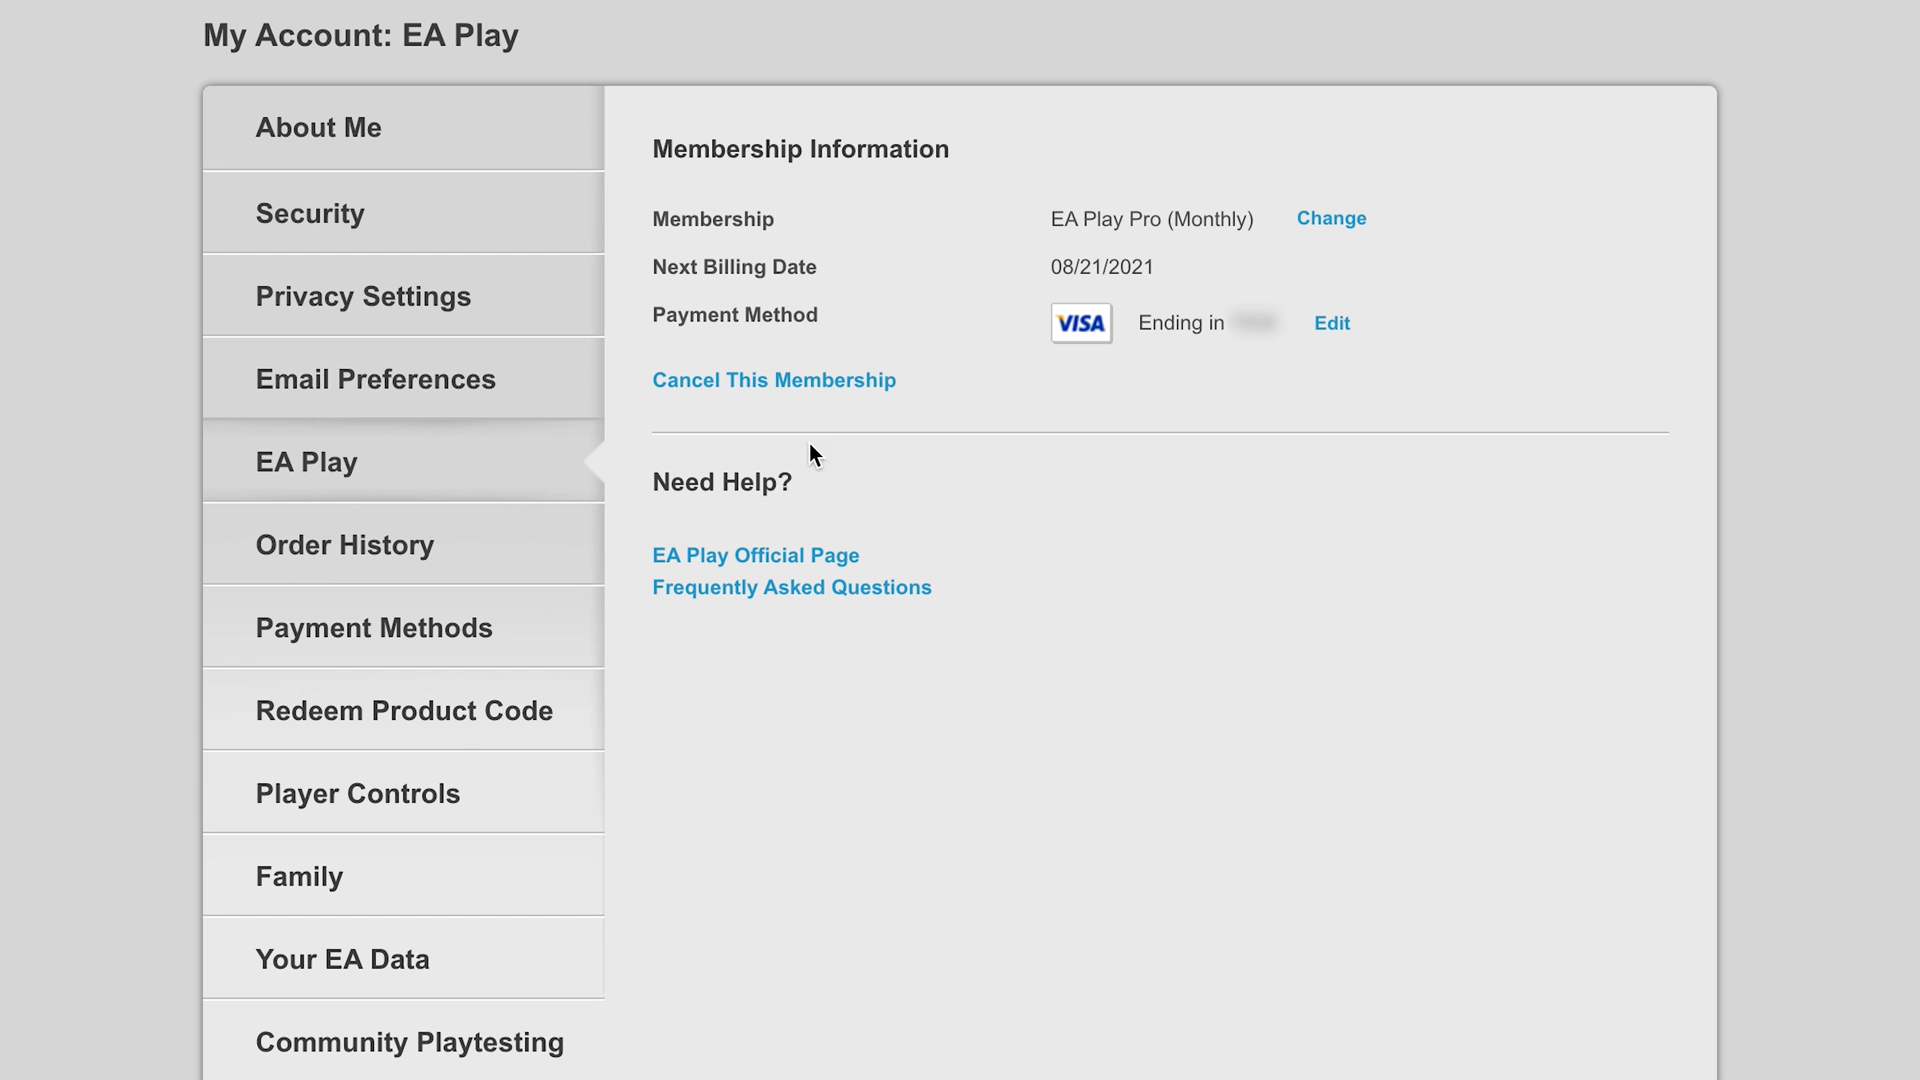 My Account: EA Play
About Me
Security
Privacy Settings
Email Preferences
EA Play
Order History
Payment Methods
Redeem Product Code
Player Controls
Family
Your EA Data
Community Playtesting
Membership Information
Membership EA Play Pro (Monthly) Change
Next Billing Date 08/21/2021
Payment Method VISA Ending in Edit
Cancel This Membership
Need Help?
EA Play Official Page
Frequently Asked Questions